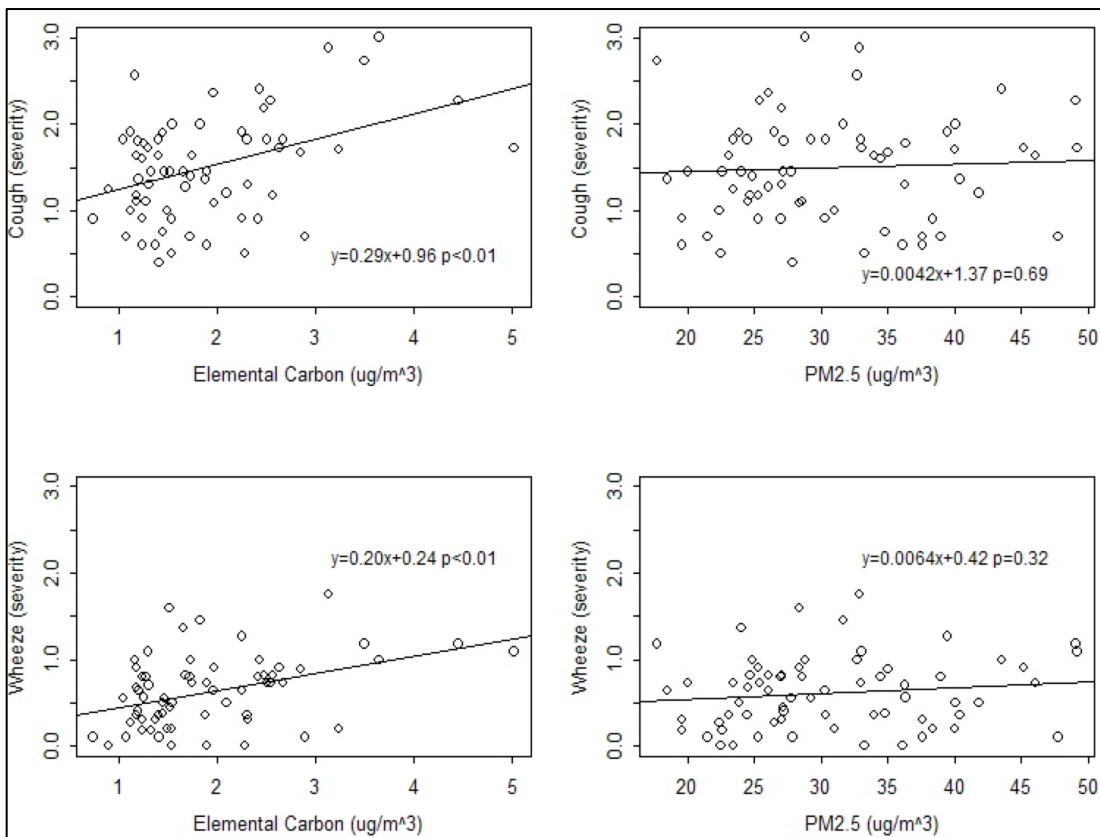 Cough (severity)
0.0 1.0 2.0 3.0
y=0.29x+0.96 p<0.01
1 2 3 4 5
Elemental Carbon (ug/m^3)
Cough (severity)
0.0 1.0 2.0 3.0
y=0.0042x+1.37 p=0.69
20 25 30 35 40 45 50
PM2.5 (ug/m^3)
Wheeze (severity)
0.0 1.0 2.0 3.0
y=0.20x+0.24 p<0.01
1 2 3 4 5
Elemental Carbon (ug/m^3)
Wheeze (severity)
0.0 1.0 2.0 3.0
y=0.0064x+0.42 p=0.32
20 25 30 35 40 45 50
PM2.5 (ug/m^3)